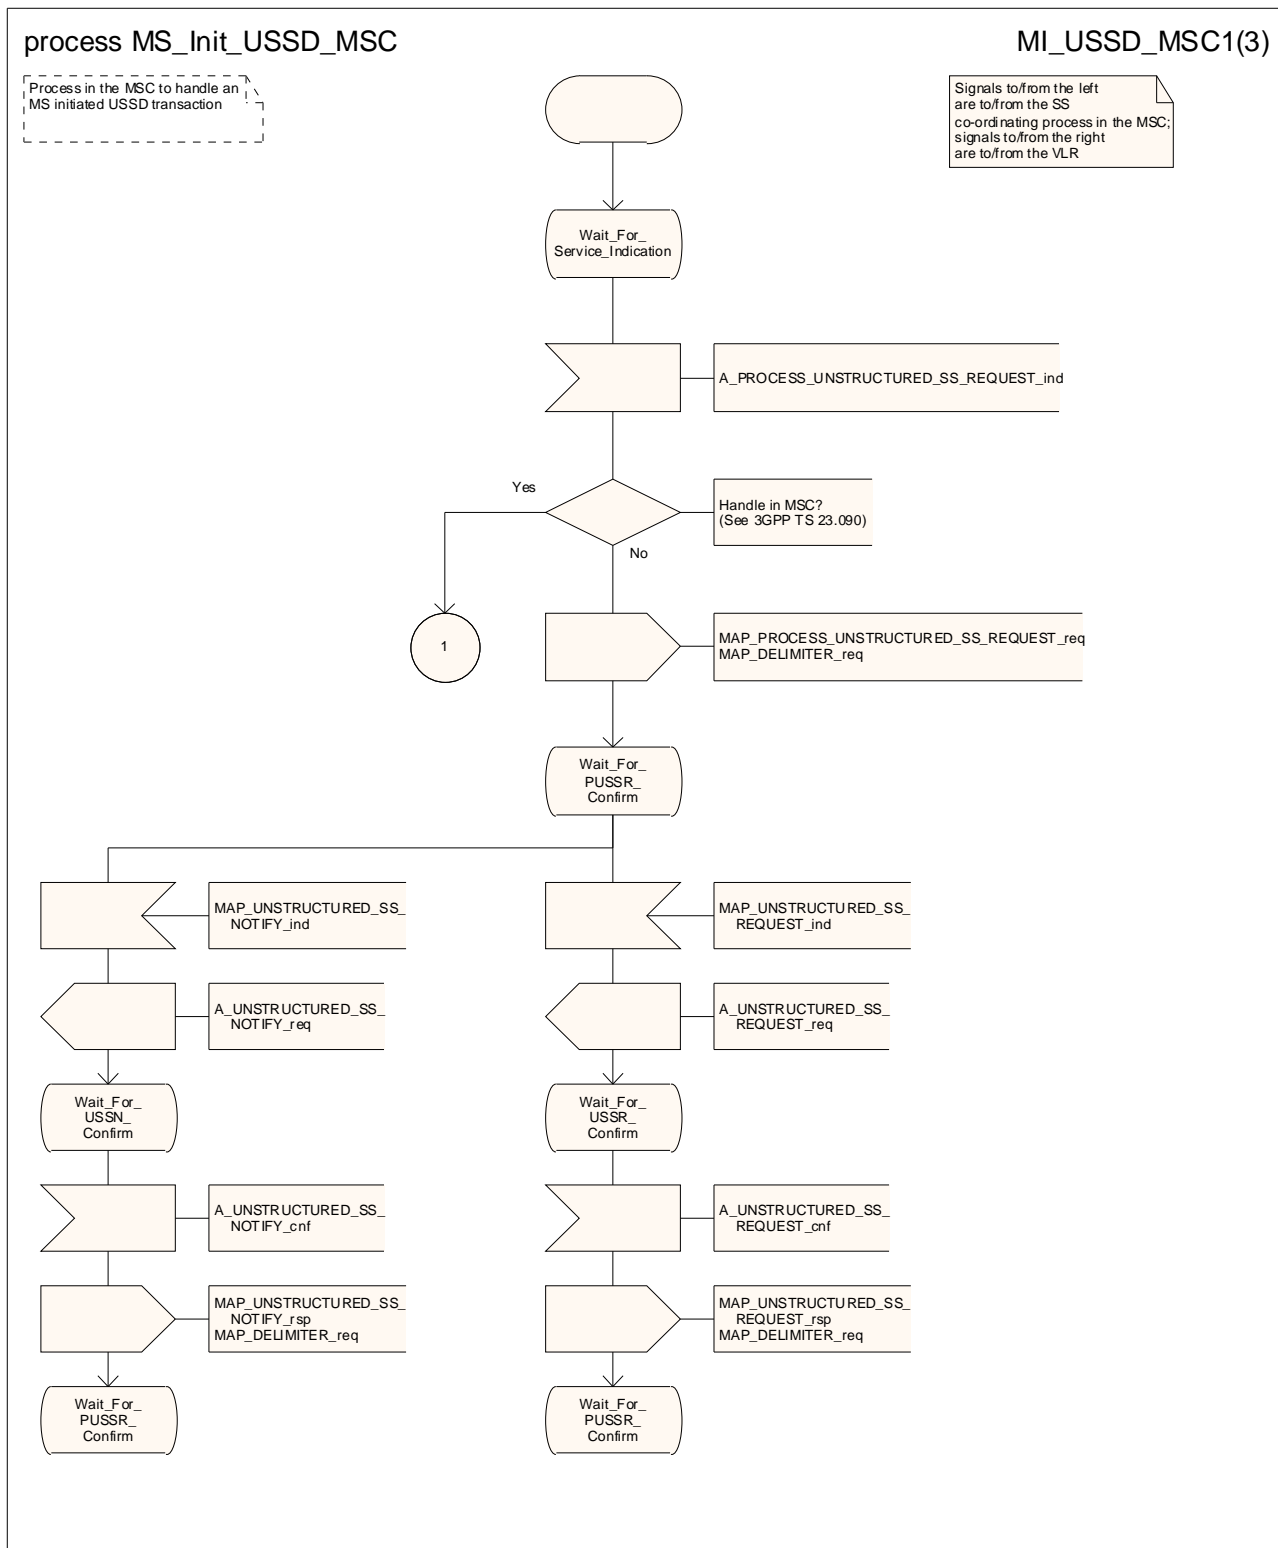 process MS_Init_USSD_MSC
MI_USSD_MSC1(3)
Process in the MSC to handle an
MS initiated USSD transaction
Signals to/from the left
are to/from the SS
co-ordinating process in the MSC;
signals to/from the right
are to/from the VLR
Wait_For_
Service_Indication
A_PROCESS_UNSTRUCTURED_SS_REQUEST_ind
Yes
Handle in MSC?
(See 3GPP TS 23.090)
No
1
MAP_PROCESS_UNSTRUCTURED_SS_REQUEST_req
MAP_DELIMITER_req
Wait_For_
PUSSR_
Confirm
MAP_UNSTRUCTURED_SS_
NOTIFY_ind
MAP_UNSTRUCTURED_SS_
REQUEST_ind
A_UNSTRUCTURED_SS_
NOTIFY_req
A_UNSTRUCTURED_SS_
REQUEST_req
Wait_For_
USSN_
Confirm
Wait_For_
USSR_
Confirm
A_UNSTRUCTURED_SS_
NOTIFY_cnf
A_UNSTRUCTURED_SS_
REQUEST_cnf
MAP_UNSTRUCTURED_SS_
NOTIFY_rsp
MAP_DELIMITER_req
MAP_UNSTRUCTURED_SS_
REQUEST_rsp
MAP_DELIMITER_req
Wait_For_
PUSSR_
Confirm
Wait_For_
PUSSR_
Confirm